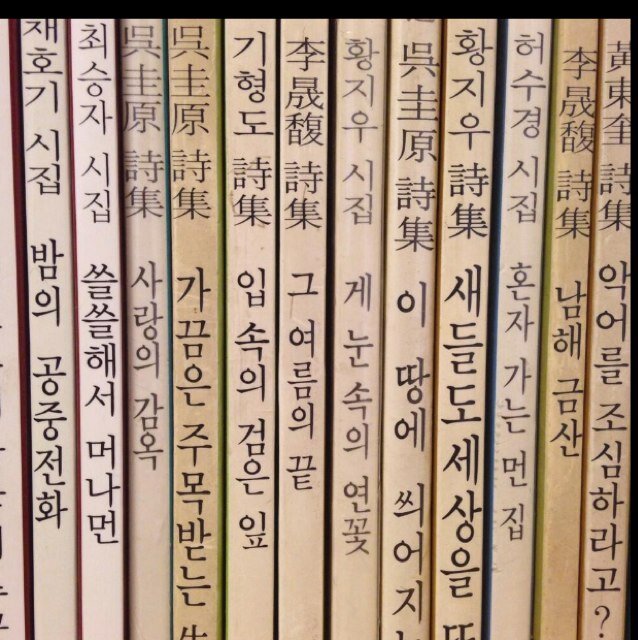 채호기 시집 밤의 공중전화
최승자 시집 쓸쓸해서 머나먼
吳圭原 詩集 사랑의 감옥
吳圭原 詩集 가끔은 주목받는
기형도 詩集 입 속의 검은 잎
李晟馥 詩集 그 여름의 끝
황지우 시집 게 눈 속의 연꽃
吳圭原 詩集 이 땅에 씌어지
황지우 詩集 새들도 세상을
허수경 시집 혼자 가는 먼 집
李晟馥 詩集 남해 금산
黃東奎 詩集 악어를 조심하라고?